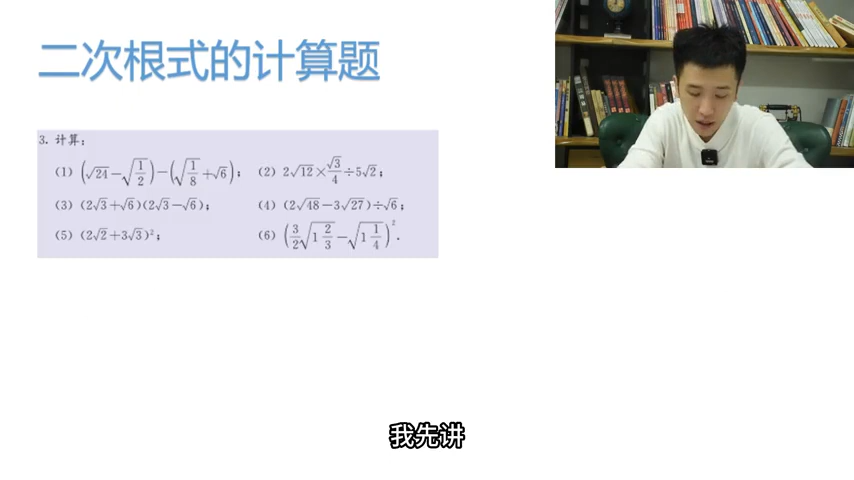 二次根式的计算题
3. 计算:
(1) (√24-√(1/2))-(√(1/8)+√6); (2) 2√12×√3/4÷5√2;
(3) (2√3+√6)(2√3-√6); (4) (2√48-3√27)÷√6;
(5) (2√2+3√3)²; (6) (3/2√(1 2/3)-√(1 1/4))².
我先讲